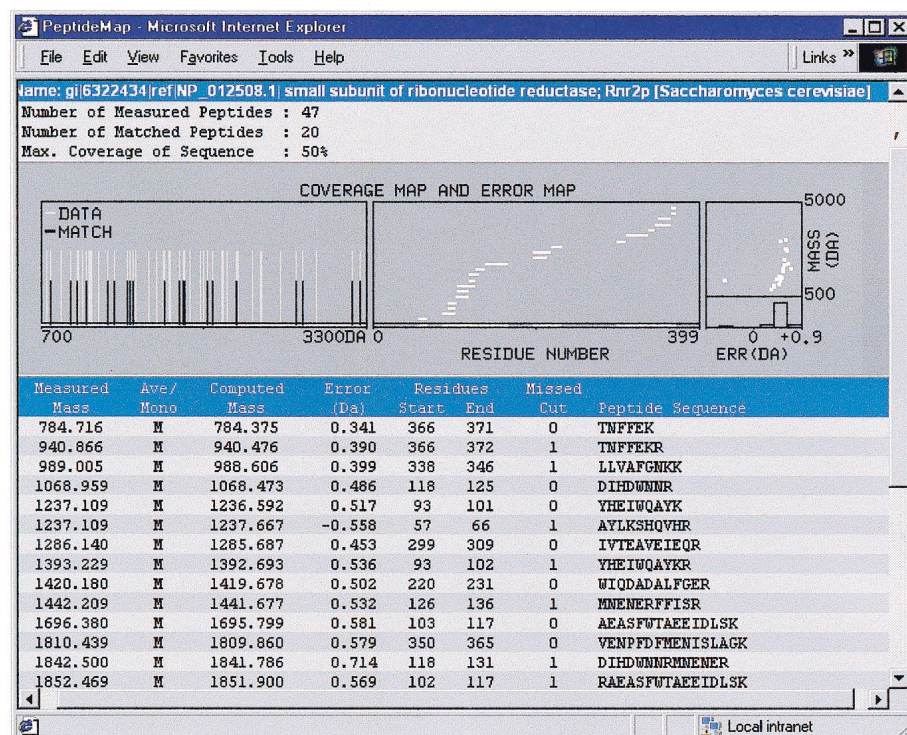 PeptideMap - Microsoft Internet Explorer
File Edit View Favorites Tools Help Links »
Name: gi|6322434|ref|NP_012508.1| small subunit of ribonucleotide reductase; Rnr2p [Saccharomyces cerevisiae]
Number of Measured Peptides : 47
Number of Matched Peptides : 20
Max. Coverage of Sequence : 50%
COVERAGE MAP AND ERROR MAP
DATA
MATCH
5000
MASS (DA)
500
700 3300DA 0 399 0 +0.9
RESIDUE NUMBER ERR(DA)
Measured Ave/ Computed Error Residues Missed
Mass Mono Mass (Da) Start End Cut Peptide Sequence
784.716 M 784.375 0.341 366 371 0 TNFFEK
940.866 M 940.476 0.390 366 372 1 TNFFEKR
989.005 M 988.606 0.399 338 346 1 LLVAFGNKK
1068.959 M 1068.473 0.486 118 125 0 DIHDWNNR
1237.109 M 1236.592 0.517 93 101 0 YHEIWQAYK
1237.109 M 1237.667 -0.558 57 66 1 AYLKSHQVHR
1286.140 M 1285.687 0.453 299 309 0 IVTEAVEIEQR
1393.229 M 1392.693 0.536 93 102 1 YHEIWQAYKR
1420.180 M 1419.678 0.502 220 231 0 WIQDADALFGER
1442.209 M 1441.677 0.532 126 136 1 MNENERFFISR
1696.380 M 1695.799 0.581 103 117 0 AEASFWTAEEIDLSK
1810.439 M 1809.860 0.579 350 365 0 VENPFDFMENISLAGK
1842.500 M 1841.786 0.714 118 131 1 DIHDWNNRMNENER
1852.469 M 1851.900 0.569 102 117 1 RAEASFWTAEEIDLSK
Local intranet